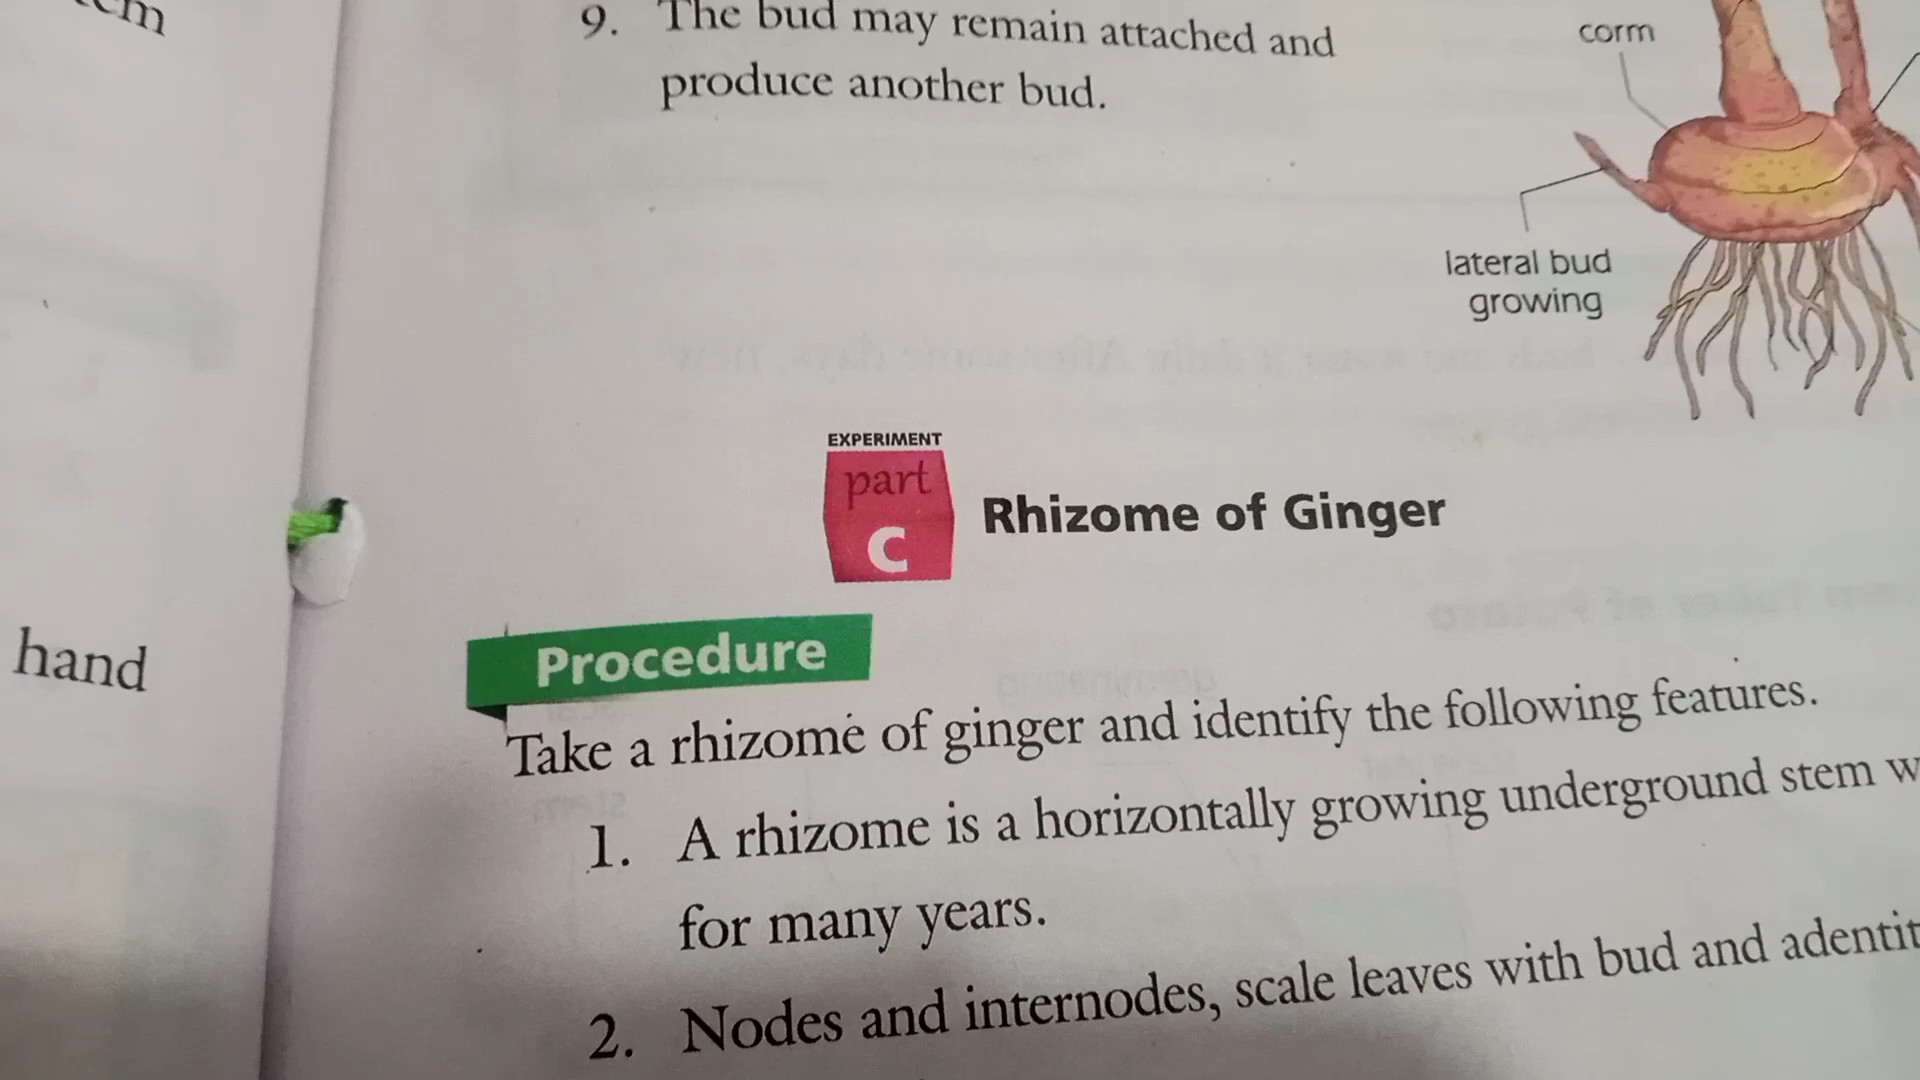 hand
9. The bud may remain attached and
produce another bud.
corm
lateral bud
growing
EXPERIMENT
part
C
Rhizome of Ginger
Procedure
Take a rhizome of ginger and identify the following features.
1. A rhizome is a horizontally growing underground stem
for many years.
2. Nodes and internodes, scale leaves with bud and